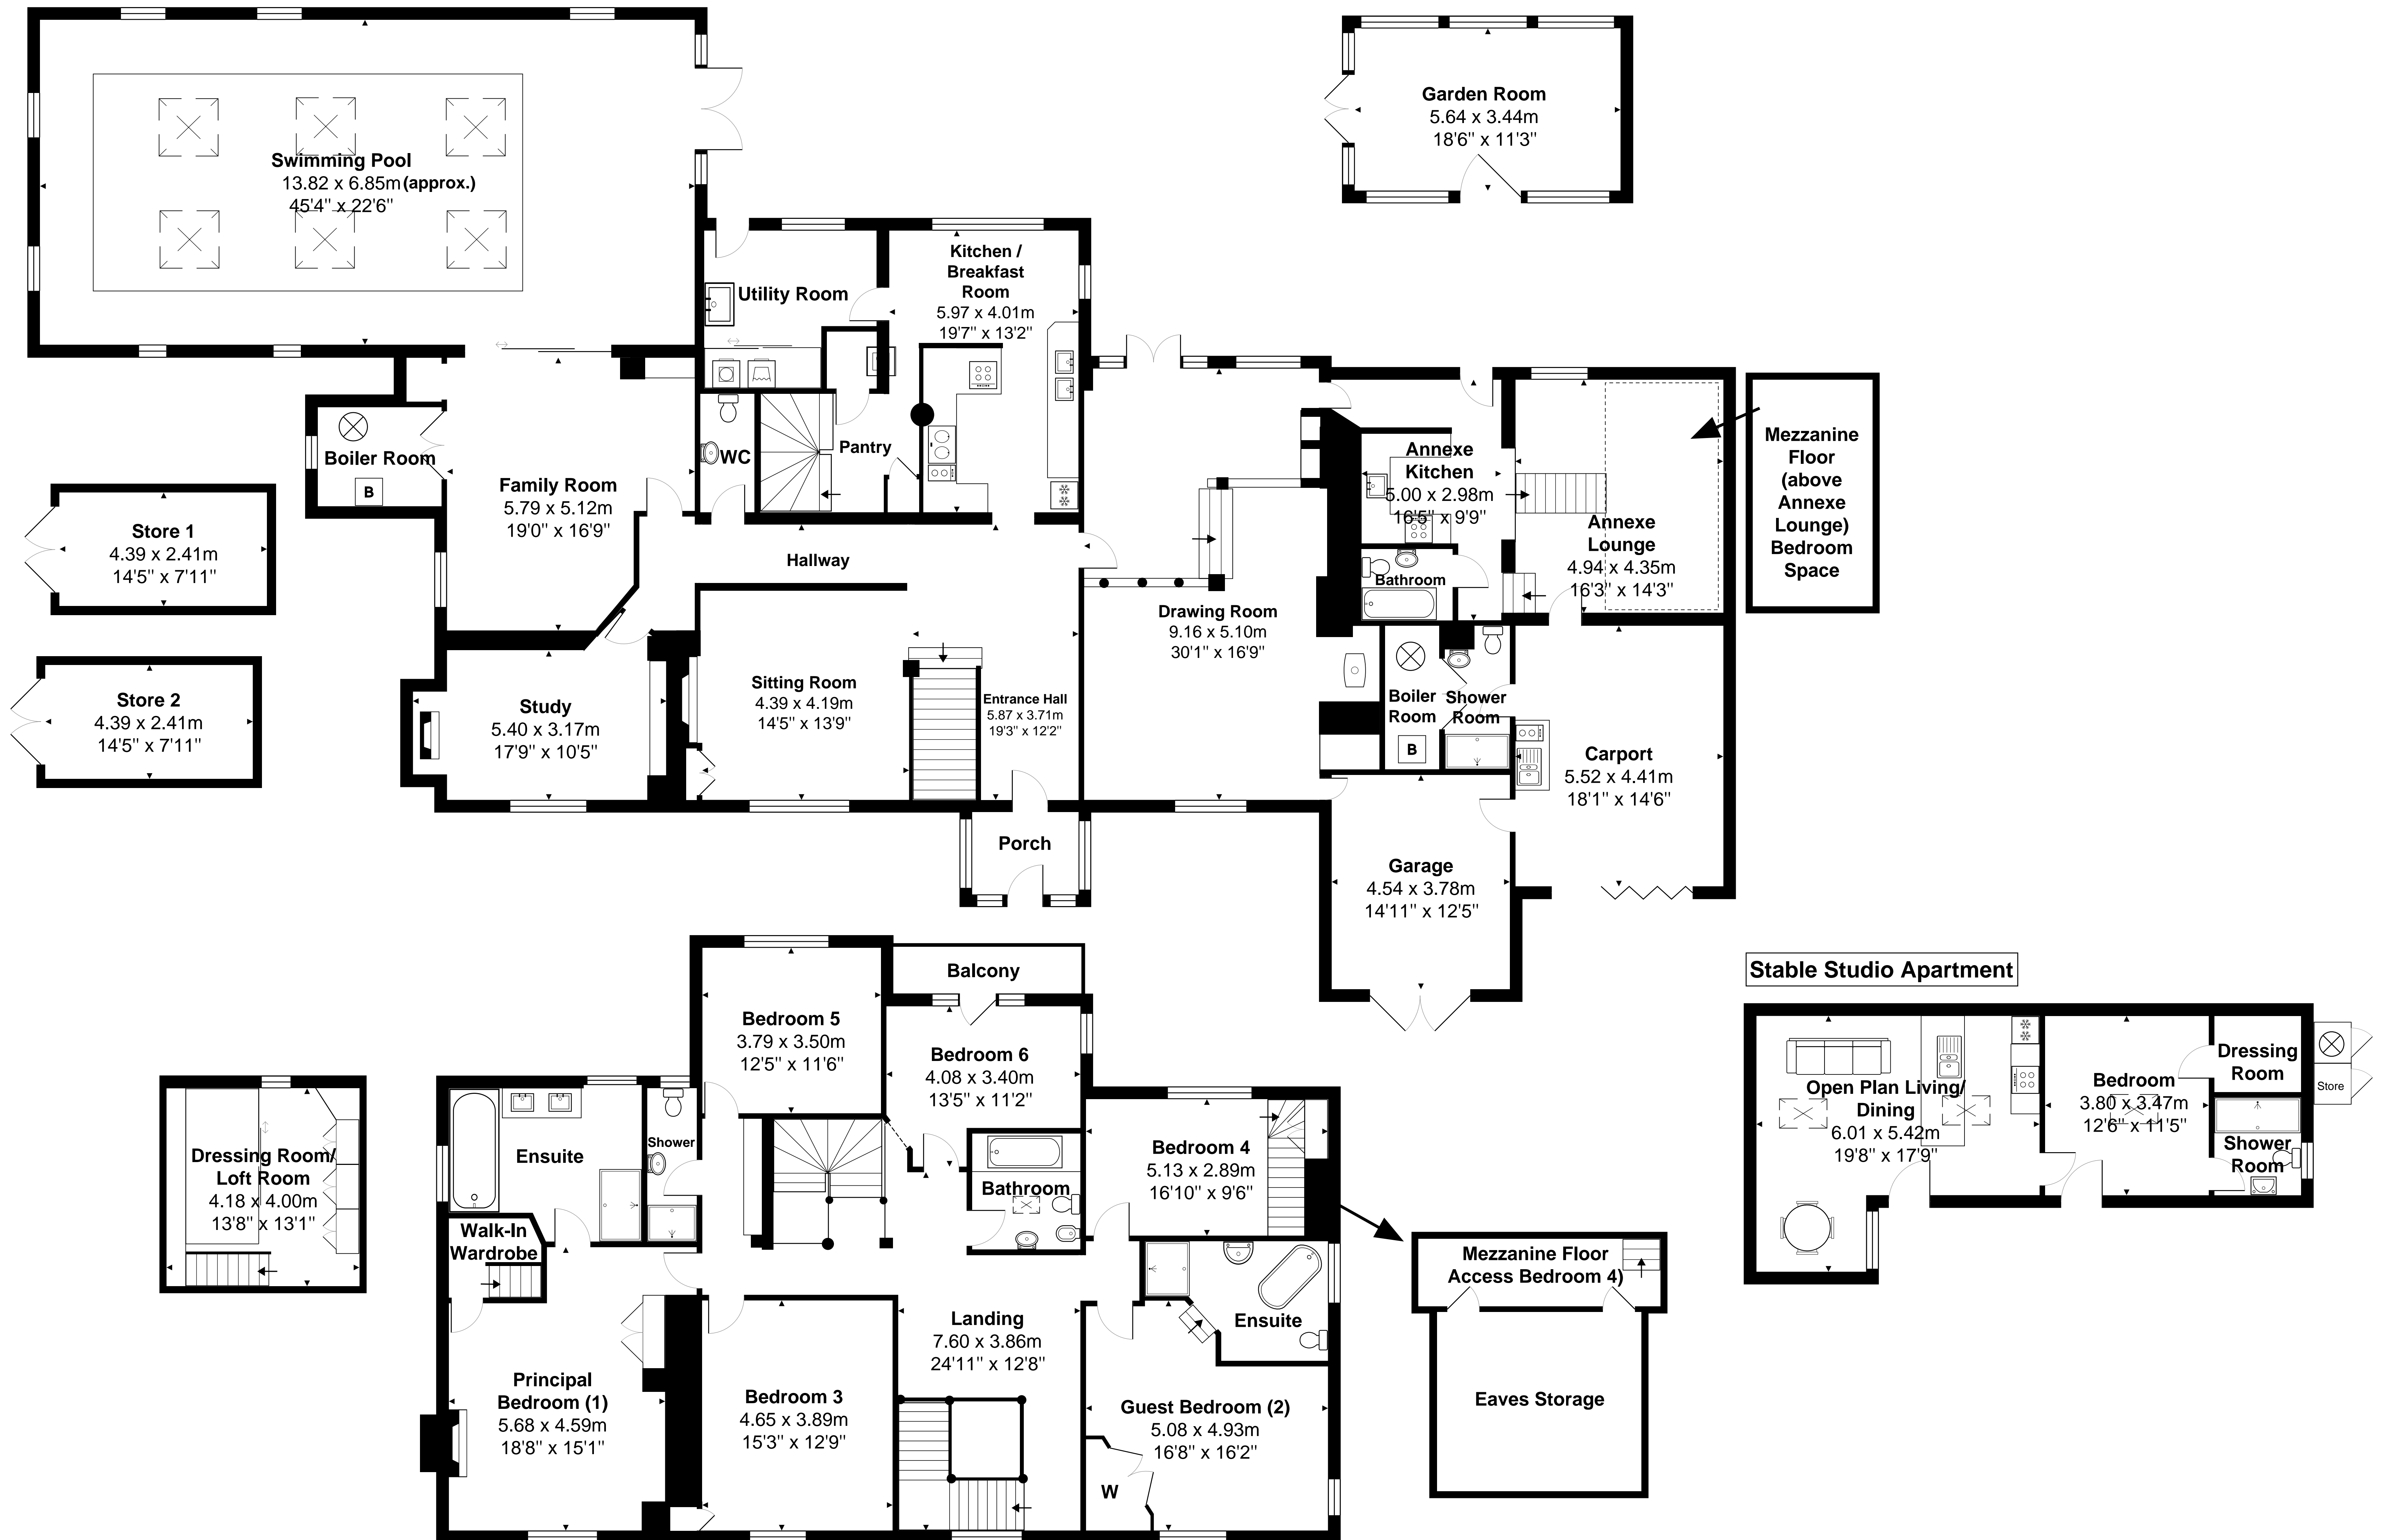 Swimming Pool
13.82 x 6.85m(approx.)
45'4" x 22'6"
Garden Room
5.64 x 3.44m
18'6" x 11'3"
Utility Room
Kitchen /
Breakfast
Room
5.97 x 4.01m
19'7" x 13'2"
Boiler Room
B
Family Room
5.79 x 5.12m
19'0" x 16'9"
WC
Pantry
Annexe
Kitchen
5.00 x 2.98m
16'5" x 9'9"
Annexe
Lounge
4.94 x 4.35m
16'3" x 14'3"
Mezzanine
Floor
(above
Annexe
Lounge)
Bedroom
Space
Store 1
4.39 x 2.41m
14'5" x 7'11"
Hallway
Bathroom
Store 2
4.39 x 2.41m
14'5" x 7'11"
Study
5.40 x 3.17m
17'9" x 10'5"
Sitting Room
4.39 x 4.19m
14'5" x 13'9"
Entrance Hall
5.87 x 3.71m
19'3" x 12'2"
Drawing Room
9.16 x 5.10m
30'1" x 16'9"
Boiler
Room
B
Shower
Room
Carport
5.52 x 4.41m
18'1" x 14'6"
Porch
Garage
4.54 x 3.78m
14'11" x 12'5"
Balcony
Bedroom 5
3.79 x 3.50m
12'5" x 11'6"
Bedroom 6
4.08 x 3.40m
13'5" x 11'2"
Stable Studio Apartment
Open Plan Living/
Dining
6.01 x 5.42m
19'8" x 17'9"
Bedroom
3.80 x 3.47m
12'6" x 11'5"
Dressing
Room
Store
Shower
Room
Dressing Room/
Loft Room
4.18 x 4.00m
13'8" x 13'1"
Ensuite
Shower
Bathroom
Bedroom 4
5.13 x 2.89m
16'10" x 9'6"
Walk-In
Wardrobe
Mezzanine Floor
Access Bedroom 4)
Landing
7.60 x 3.86m
24'11" x 12'8"
Ensuite
Principal
Bedroom (1)
5.68 x 4.59m
18'8" x 15'1"
Bedroom 3
4.65 x 3.89m
15'3" x 12'9"
Guest Bedroom (2)
5.08 x 4.93m
16'8" x 16'2"
W
Eaves Storage